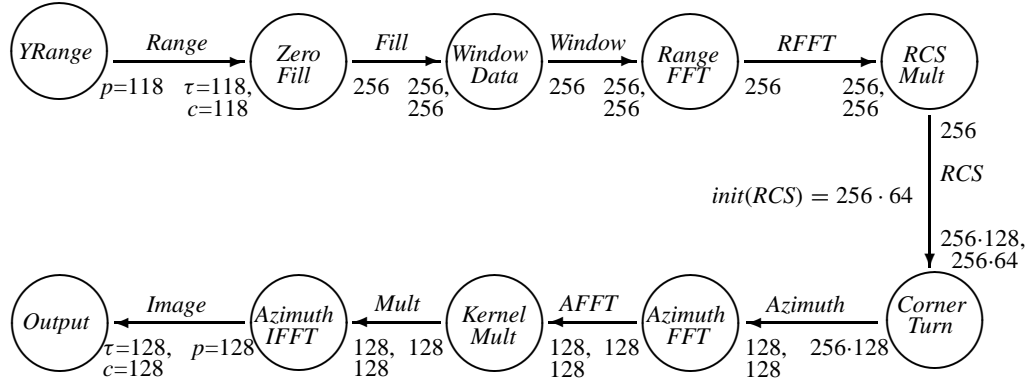 YRange
Range
p=118
τ=118,
c=118
Zero
Fill
Fill
256
256,
256
Window
Data
Window
256
256,
256
Range
FFT
RFFT
256
256,
256
RCS
Mult
256
RCS
init(RCS) = 256 · 64
256·128,
256·64
Corner
Turn
Azimuth
256·128
128,
128
Azimuth
FFT
AFFT
128
128,
128
Kernel
Mult
Mult
128
128,
128
Azimuth
IFFT
Image
p=128
τ=128,
c=128
Output